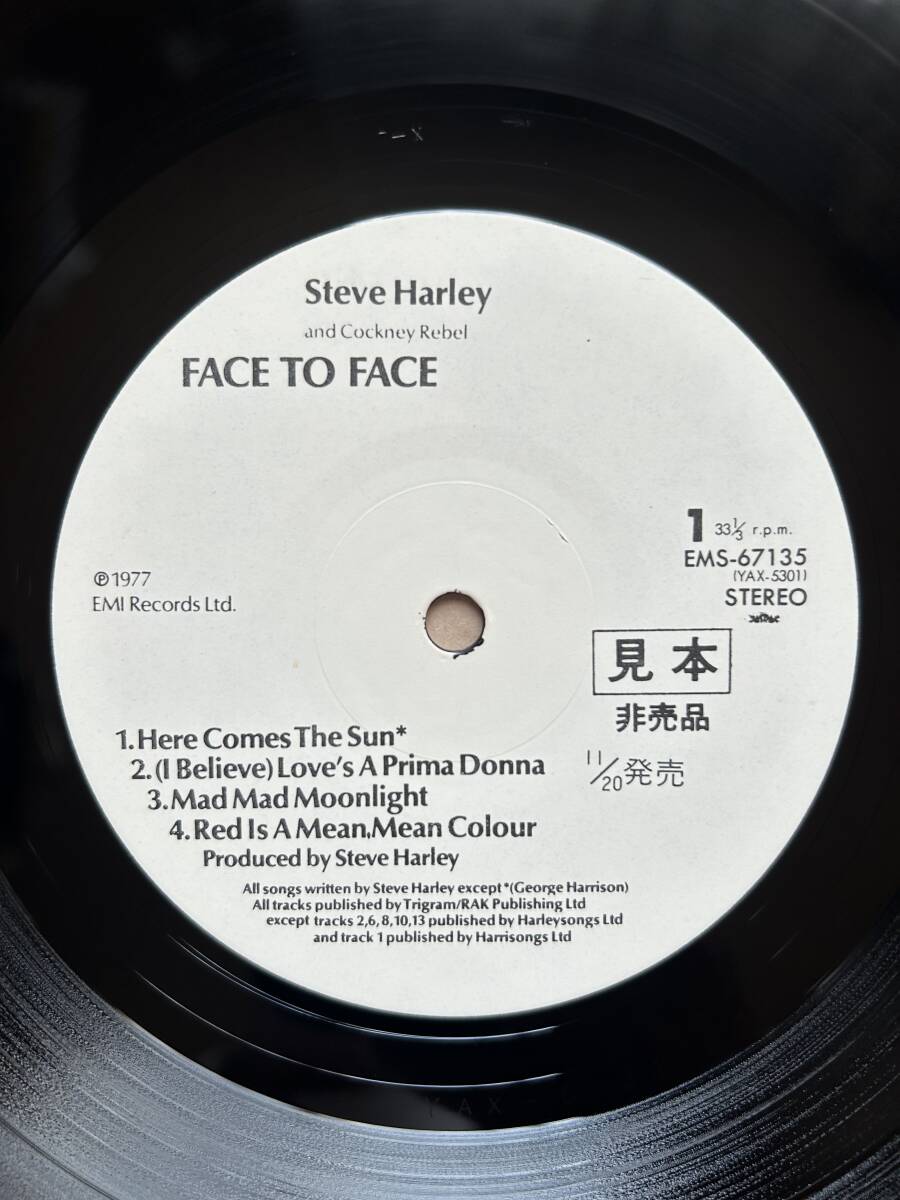 Steve Harley
and Cockney Rebel
FACE TO FACE
1 33⅓ r.p.m.
EMS-67135
(YAX-5301)
STEREO
℗1977
EMI Records Ltd.
見本
非売品
11/20発売
1.Here Comes The Sun*
2.(I Believe) Love's A Prima Donna
3.Mad Mad Moonlight
4.Red Is A Mean,Mean Colour
Produced by Steve Harley
All songs written by Steve Harley except *(George Harrison)
All tracks published by Trigram/RAK Publishing Ltd
except tracks 2,6,8,10,13 published by Harleysongs Ltd
and track 1 published by Harrisongs Ltd
YAX